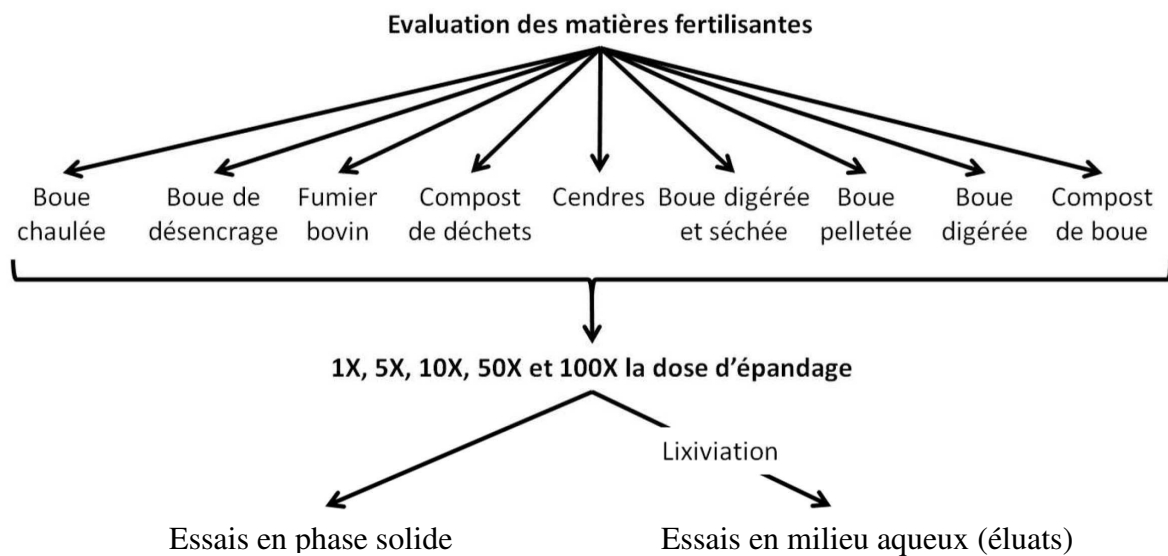 Evaluation des matières fertilisantes
Boue chaulée
Boue de désencrage
Fumier bovin
Compost de déchets
Cendres
Boue digérée et séchée
Boue pelletée
Boue digérée
Compost de boue
1X, 5X, 10X, 50X et 100X la dose d'épandage
Lixiviation
Essais en phase solide
Essais en milieu aqueux (éluats)